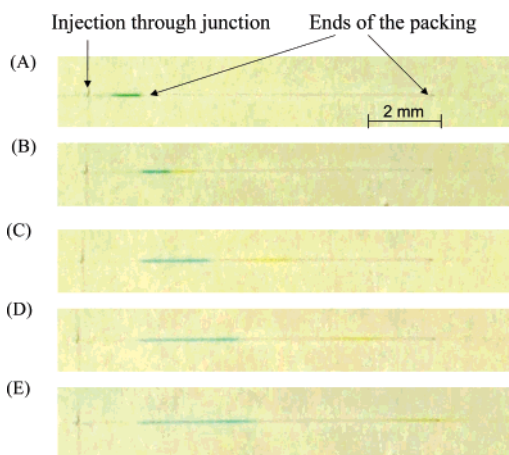 Injection through junction
Ends of the packing
(A)
2 mm
(B)
(C)
(D)
(E)